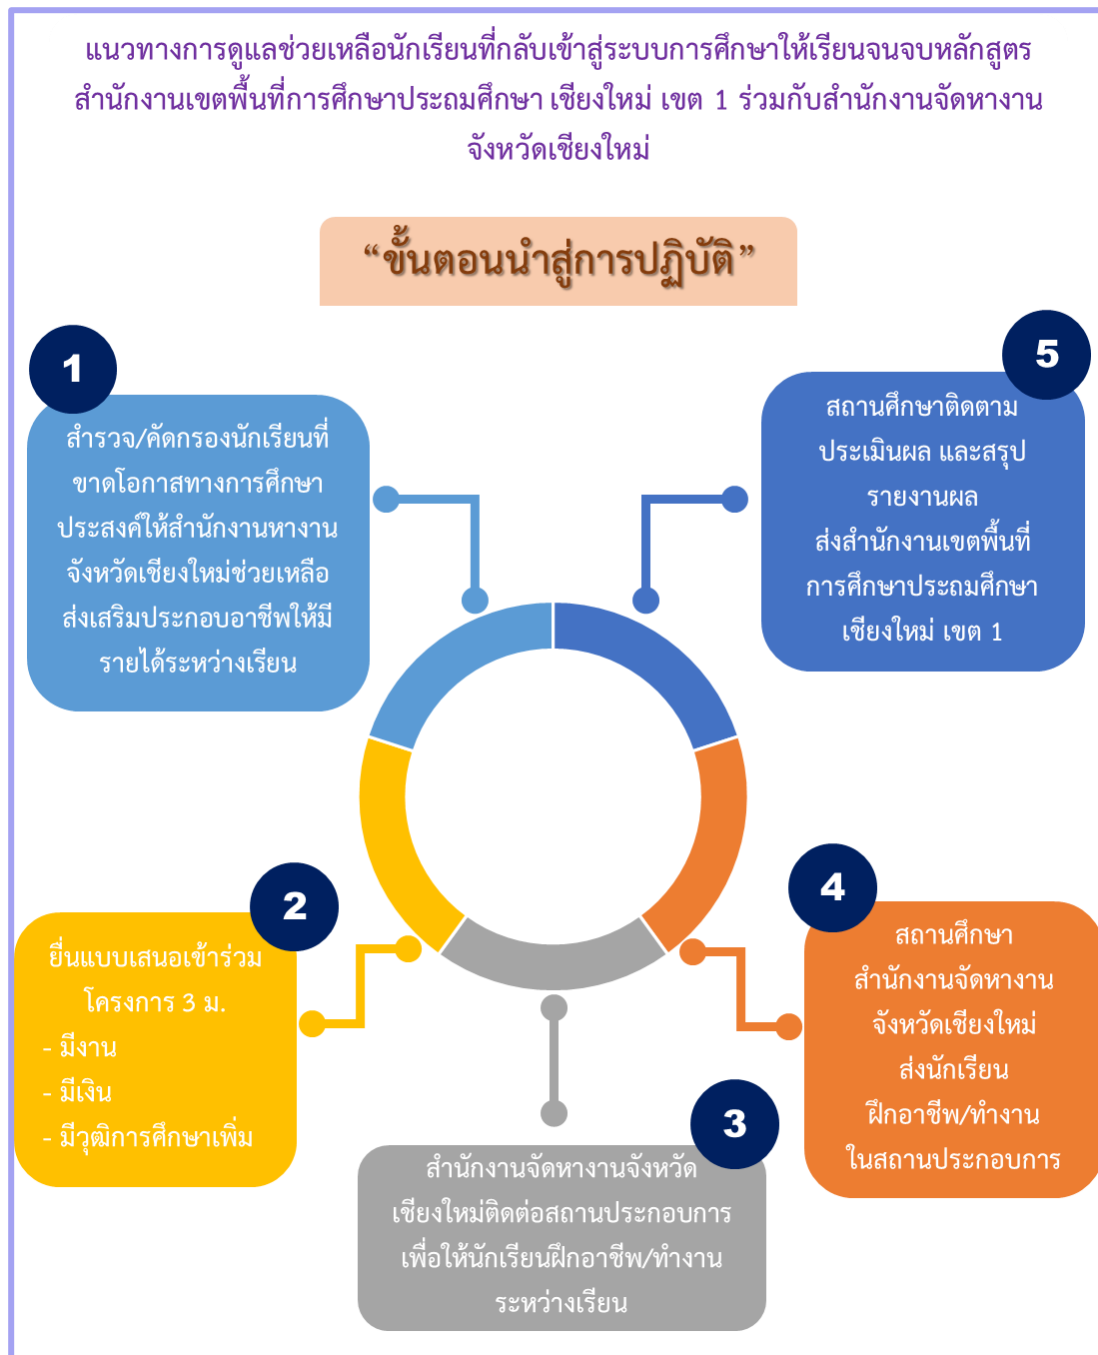 แนวทางการดูแลช่วยเหลือนักเรียนที่กลับเข้าสู่ระบบการศึกษาให้เรียนจนจบหลักสูตร
สำนักงานเขตพื้นที่การศึกษาประถมศึกษา เชียงใหม่ เขต 1 ร่วมกับสำนักงานจัดหางาน
จังหวัดเชียงใหม่
“ขั้นตอนนำสู่การปฏิบัติ”
1
สำรวจ/คัดกรองนักเรียนที่
ขาดโอกาสทางการศึกษา
ประสงค์ให้สำนักงานหางาน
จังหวัดเชียงใหม่ช่วยเหลือ
ส่งเสริมประกอบอาชีพให้มี
รายได้ระหว่างเรียน
2
ยื่นแบบเสนอเข้าร่วม
โครงการ 3 ม.
- มีงาน
- มีเงิน
- มีวุฒิการศึกษาเพิ่ม
3
สำนักงานจัดหางานจังหวัด
เชียงใหม่ติดต่อสถานประกอบการ
เพื่อให้นักเรียนฝึกอาชีพ/ทำงาน
ระหว่างเรียน
4
สถานศึกษา
สำนักงานจัดหางาน
จังหวัดเชียงใหม่
ส่งนักเรียน
ฝึกอาชีพ/ทำงาน
ในสถานประกอบการ
5
สถานศึกษาติดตาม
ประเมินผล และสรุป
รายงานผล
ส่งสำนักงานเขตพื้นที่
การศึกษาประถมศึกษา
เชียงใหม่ เขต 1